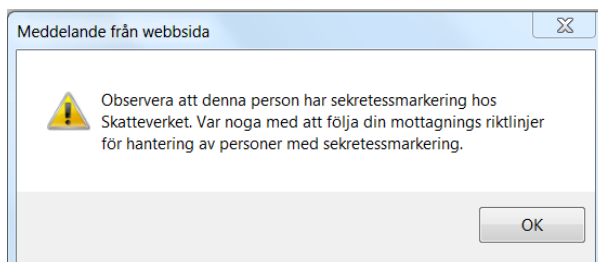 Meddelande från webbsida
Observera att denna person har sekretessmarkering hos
Skatteverket. Var noga med att följa din mottagnings riktlinjer
för hantering av personer med sekretessmarkering.
OK